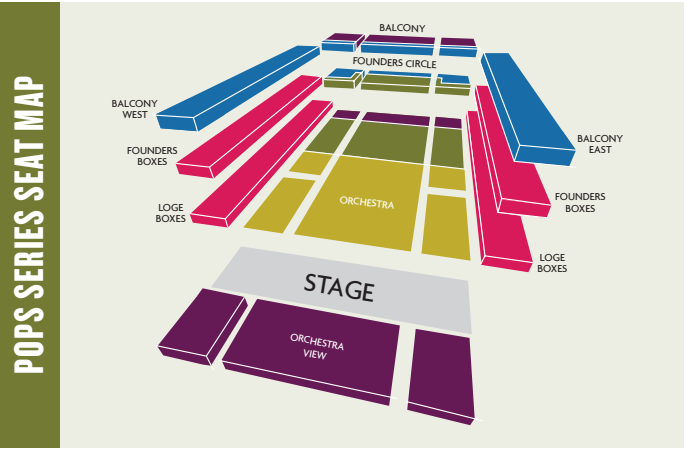 POPS SERIES SEAT MAP
BALCONY
FOUNDERS CIRCLE
BALCONY
WEST
FOUNDERS
BOXES
LOGE
BOXES
BALCONY
EAST
FOUNDERS
BOXES
LOGE
BOXES
ORCHESTRA
STAGE
ORCHESTRA
VIEW